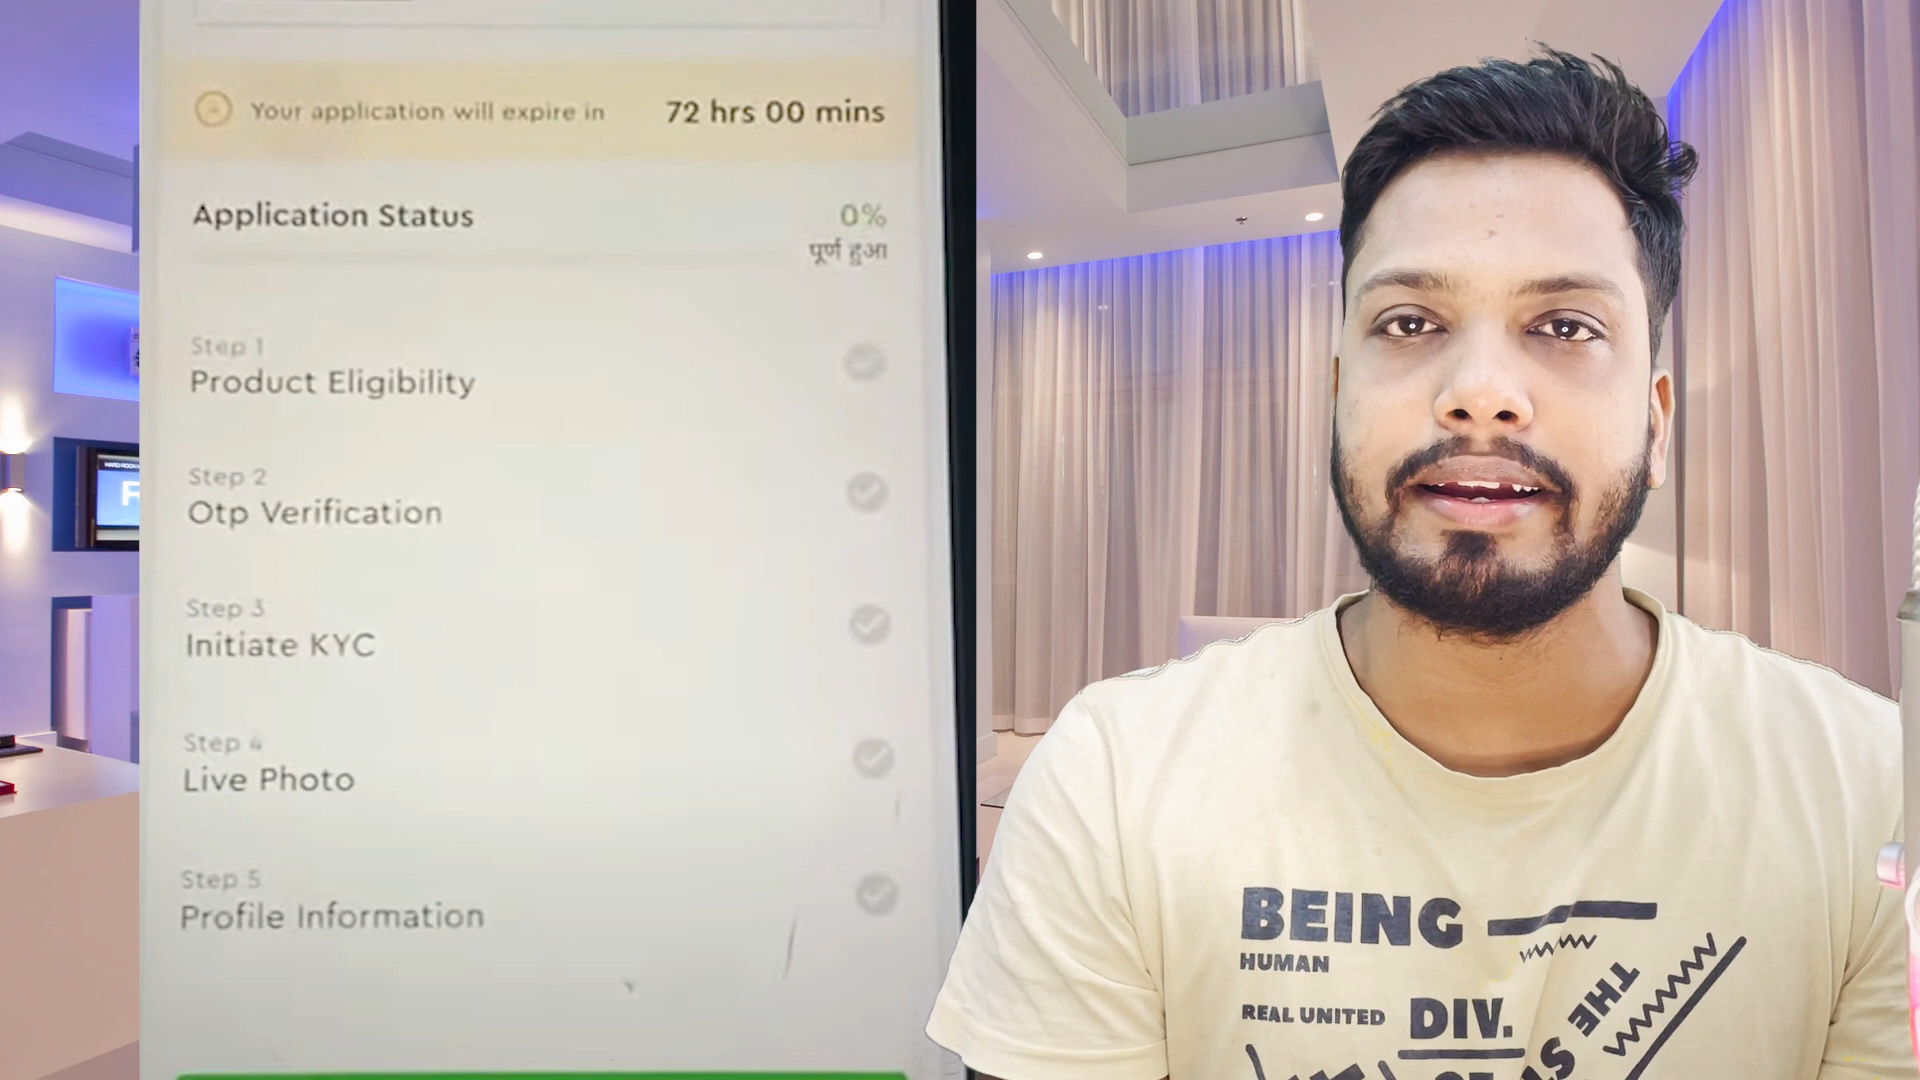 Your application will expire in 72 hrs 00 mins
Application Status 0%
पूर्ण हुआ
Step 1
Product Eligibility
Step 2
Otp Verification
Step 3
Initiate KYC
Step 4
Live Photo
Step 5
Profile Information
BEING
HUMAN
REAL UNITED DIV.
THE